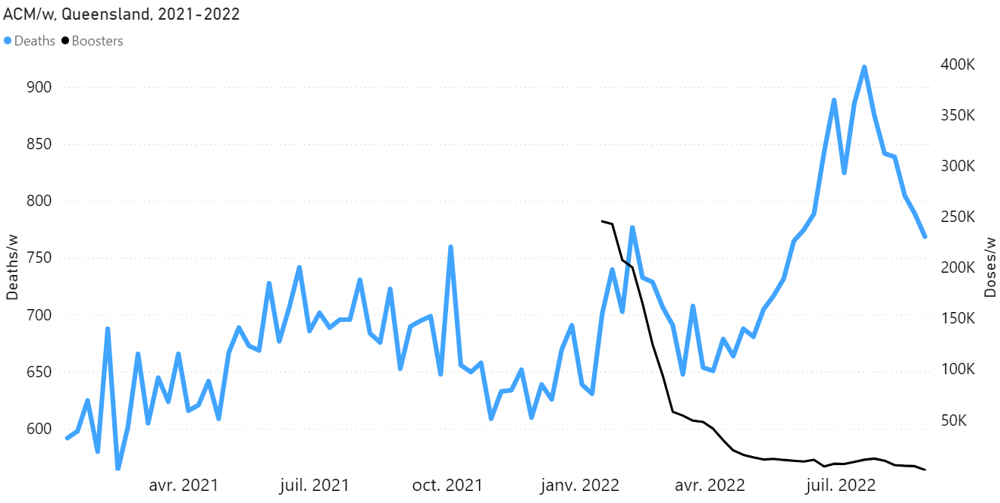 ACM/w, Queensland, 2021-2022
Deaths Boosters
900
850
800
750
700
650
600
Deaths/w
400K
350K
300K
250K
200K
150K
100K
50K
Doses/w
avr. 2021 juil. 2021 oct. 2021 janv. 2022 avr. 2022 juil. 2022